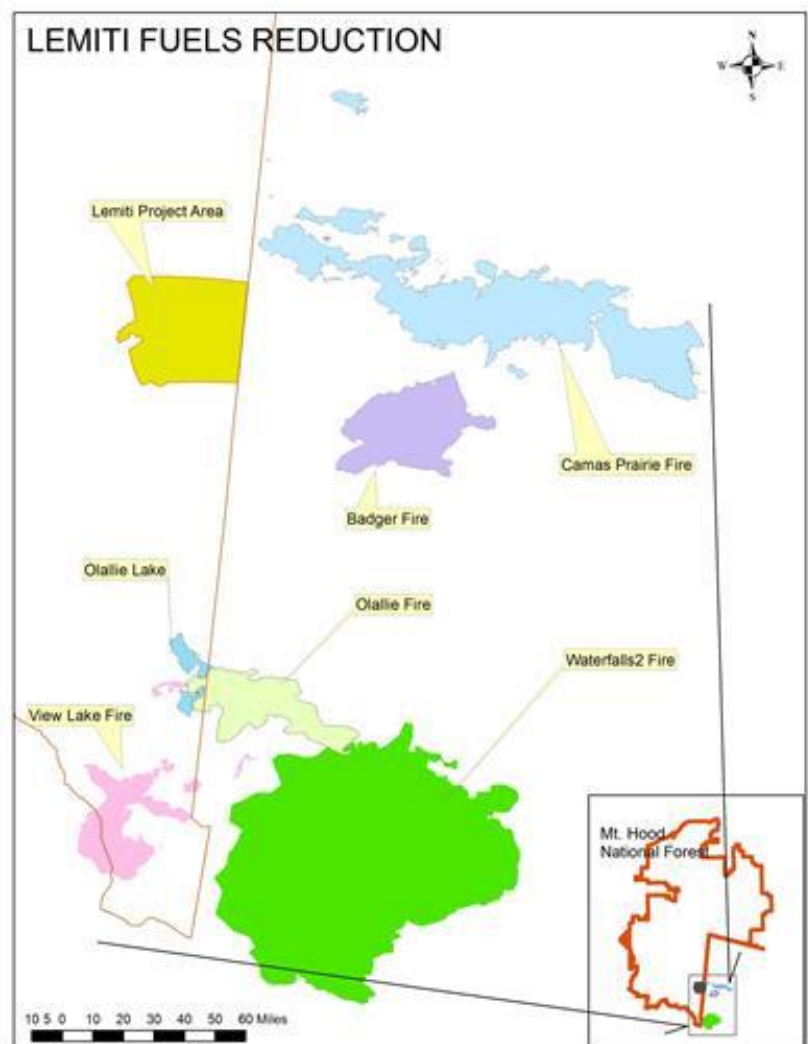 LEMITI FUELS REDUCTION
N
W E
S
Lemiti Project Area
Camas Prairie Fire
Badger Fire
Olallie Lake
Olallie Fire
Waterfalls2 Fire
View Lake Fire
Mt. Hood
National Forest
10 5 0 10 20 30 40 50 60 Miles